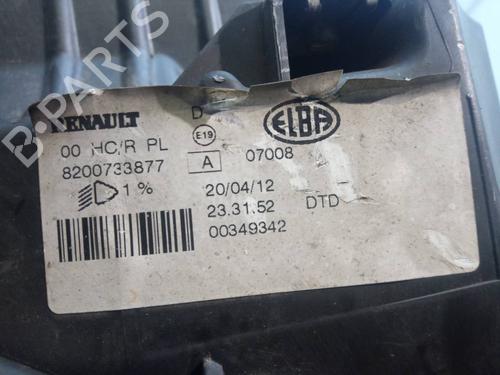 RENAULT D ELBA
00 HC/R PL E19
8200733877 A 07008
1% 20/04/12
23.31.52 DTD
00349342
B-PARTS